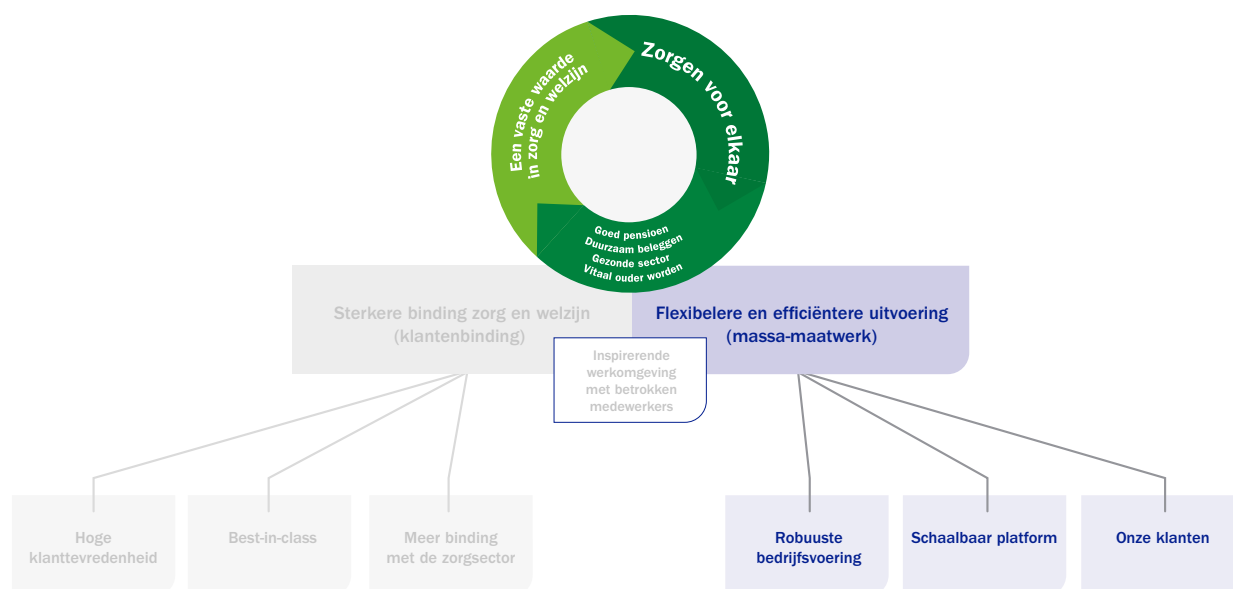 Een vaste waarde
in zorg en welzijn
Zorgen voor elkaar
Goed pensioen
Duurzaam beleggen
Gezonde sector
Vitaal ouder worden
Sterkere binding zorg en welzijn
(klantenbinding)
Flexibelere en efficiëntere uitvoering
(massa-maatwerk)
Inspirerende
werkomgeving
met betrokken
medewerkers
Hoge
klanttevredenheid
Best-in-class
Meer binding
met de zorgsector
Robuuste
bedrijfsvoering
Schaalbaar platform
Onze klanten